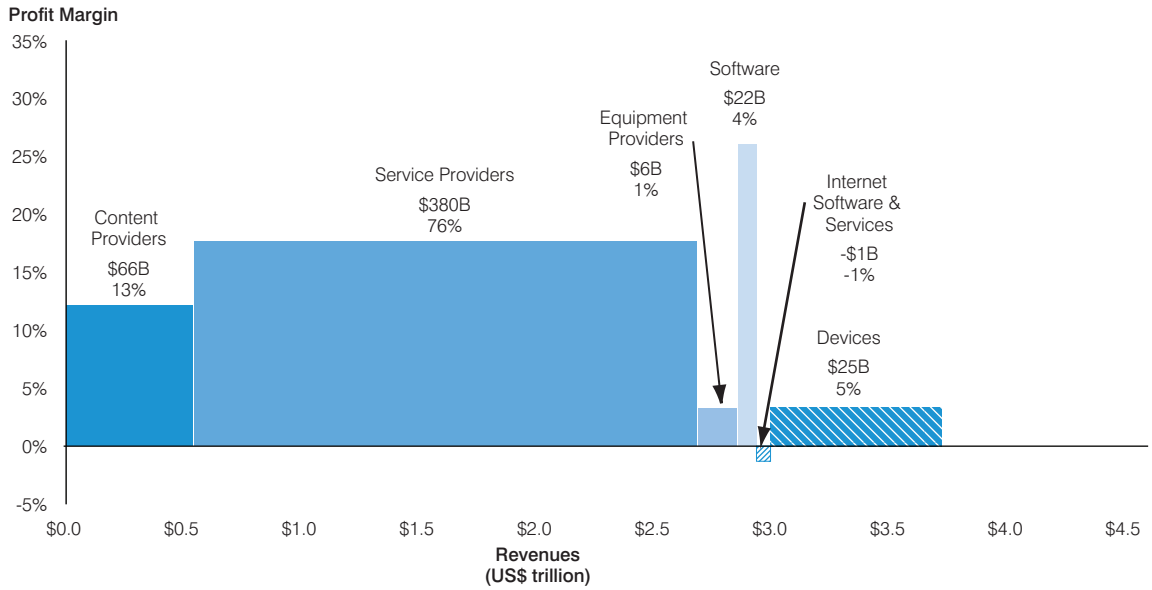 Profit Margin
35%
30%
25%
20%
15%
10%
5%
0%
-5%
Content
Providers
$66B
13%
Service Providers
$380B
76%
Equipment
Providers
$6B
1%
Software
$22B
4%
Internet
Software &
Services
-$1B
-1%
Devices
$25B
5%
$0.0
$0.5
$1.0
$1.5
$2.0
$2.5
$3.0
$3.5
$4.0
$4.5
Revenues
(US$ trillion)